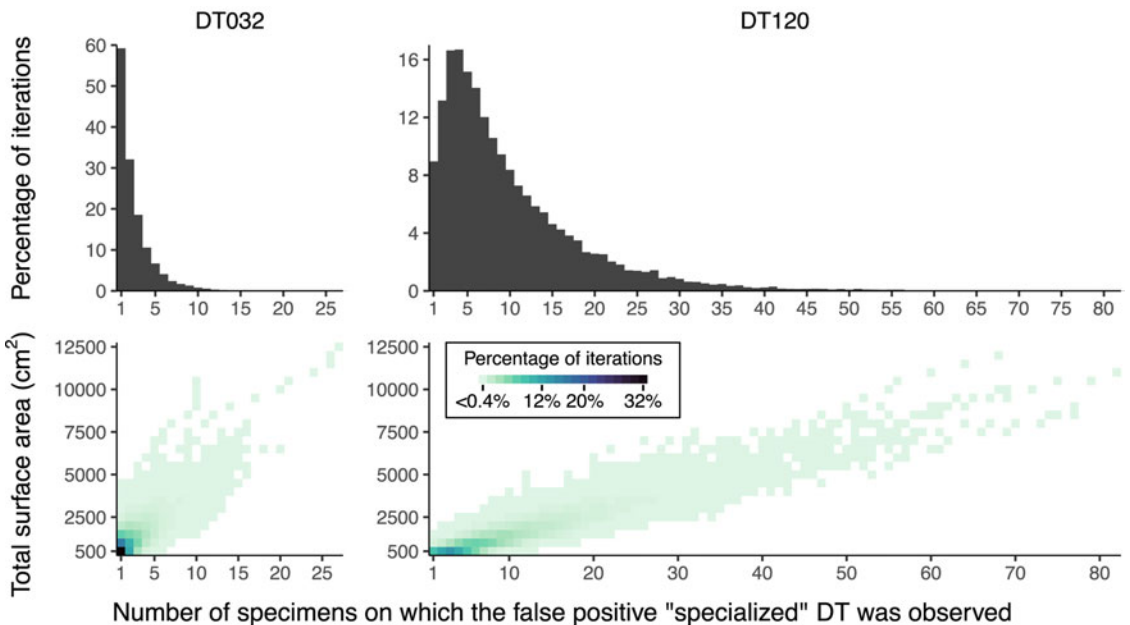 DT032
DT120
Percentage of iterations
60
50
40
30
20
10
0
1 5 10 15 20 25
16
12
8
4
0
1 5 10 15 20 25 30 35 40 45 50 55 60 65 70 75 80
Total surface area (cm²)
12500
10000
7500
5000
2500
500
1 5 10 15 20 25
12500
10000
7500
5000
2500
500
1 10 20 30 40 50 60 70 80
Percentage of iterations
<0.4% 12% 20% 32%
Number of specimens on which the false positive "specialized" DT was observed